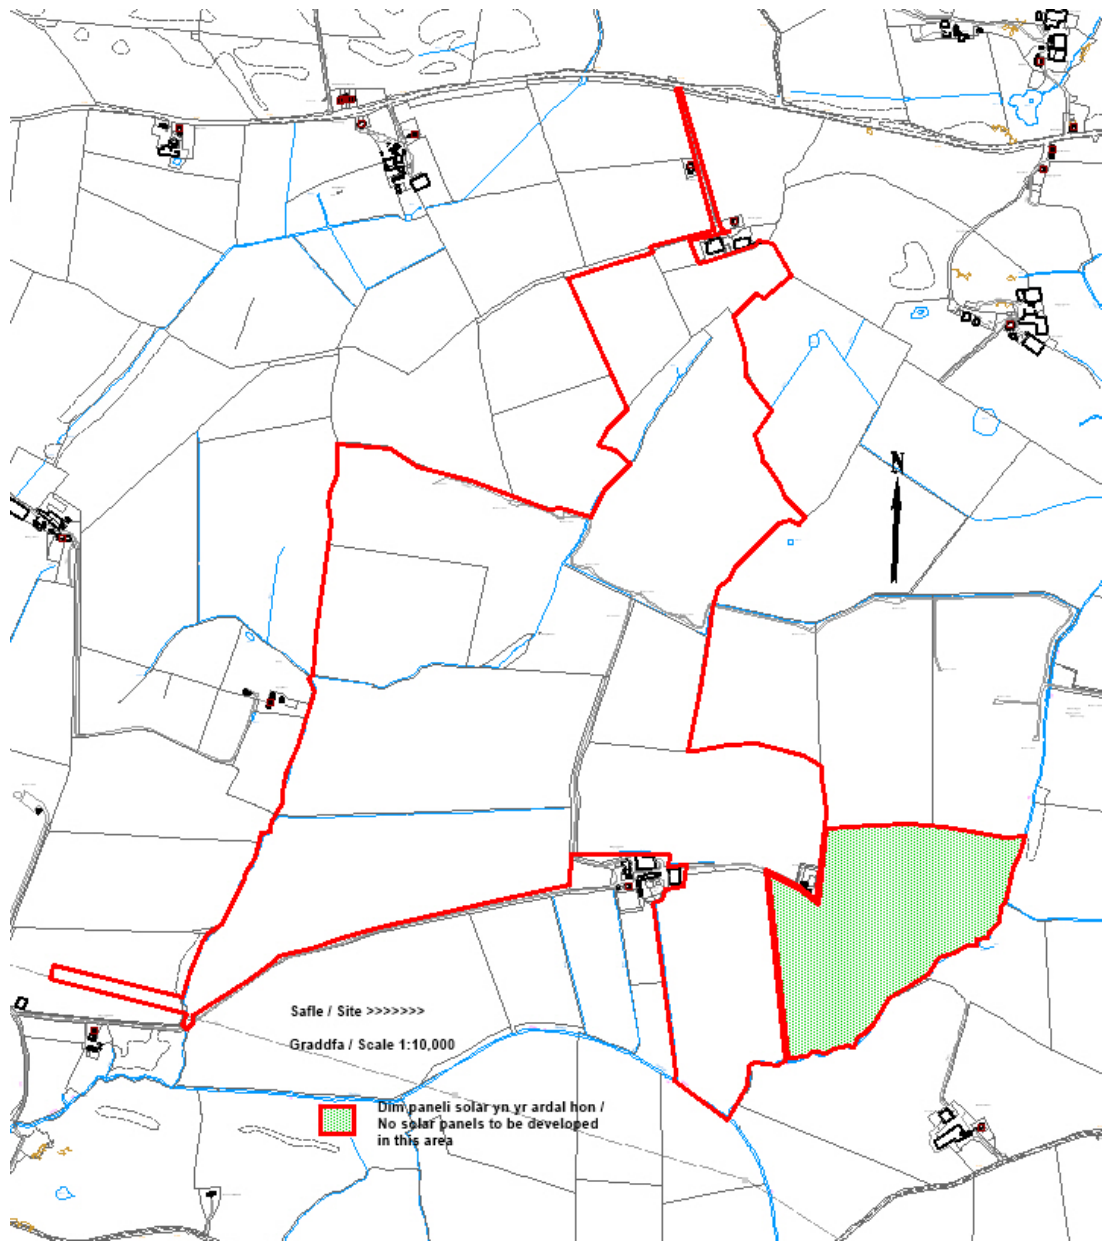 N
Safle / Site >>>>>>>
Graddfa / Scale 1:10,000
Dim paneli solar yn yr ardal hon /
No solar panels to be developed
in this area